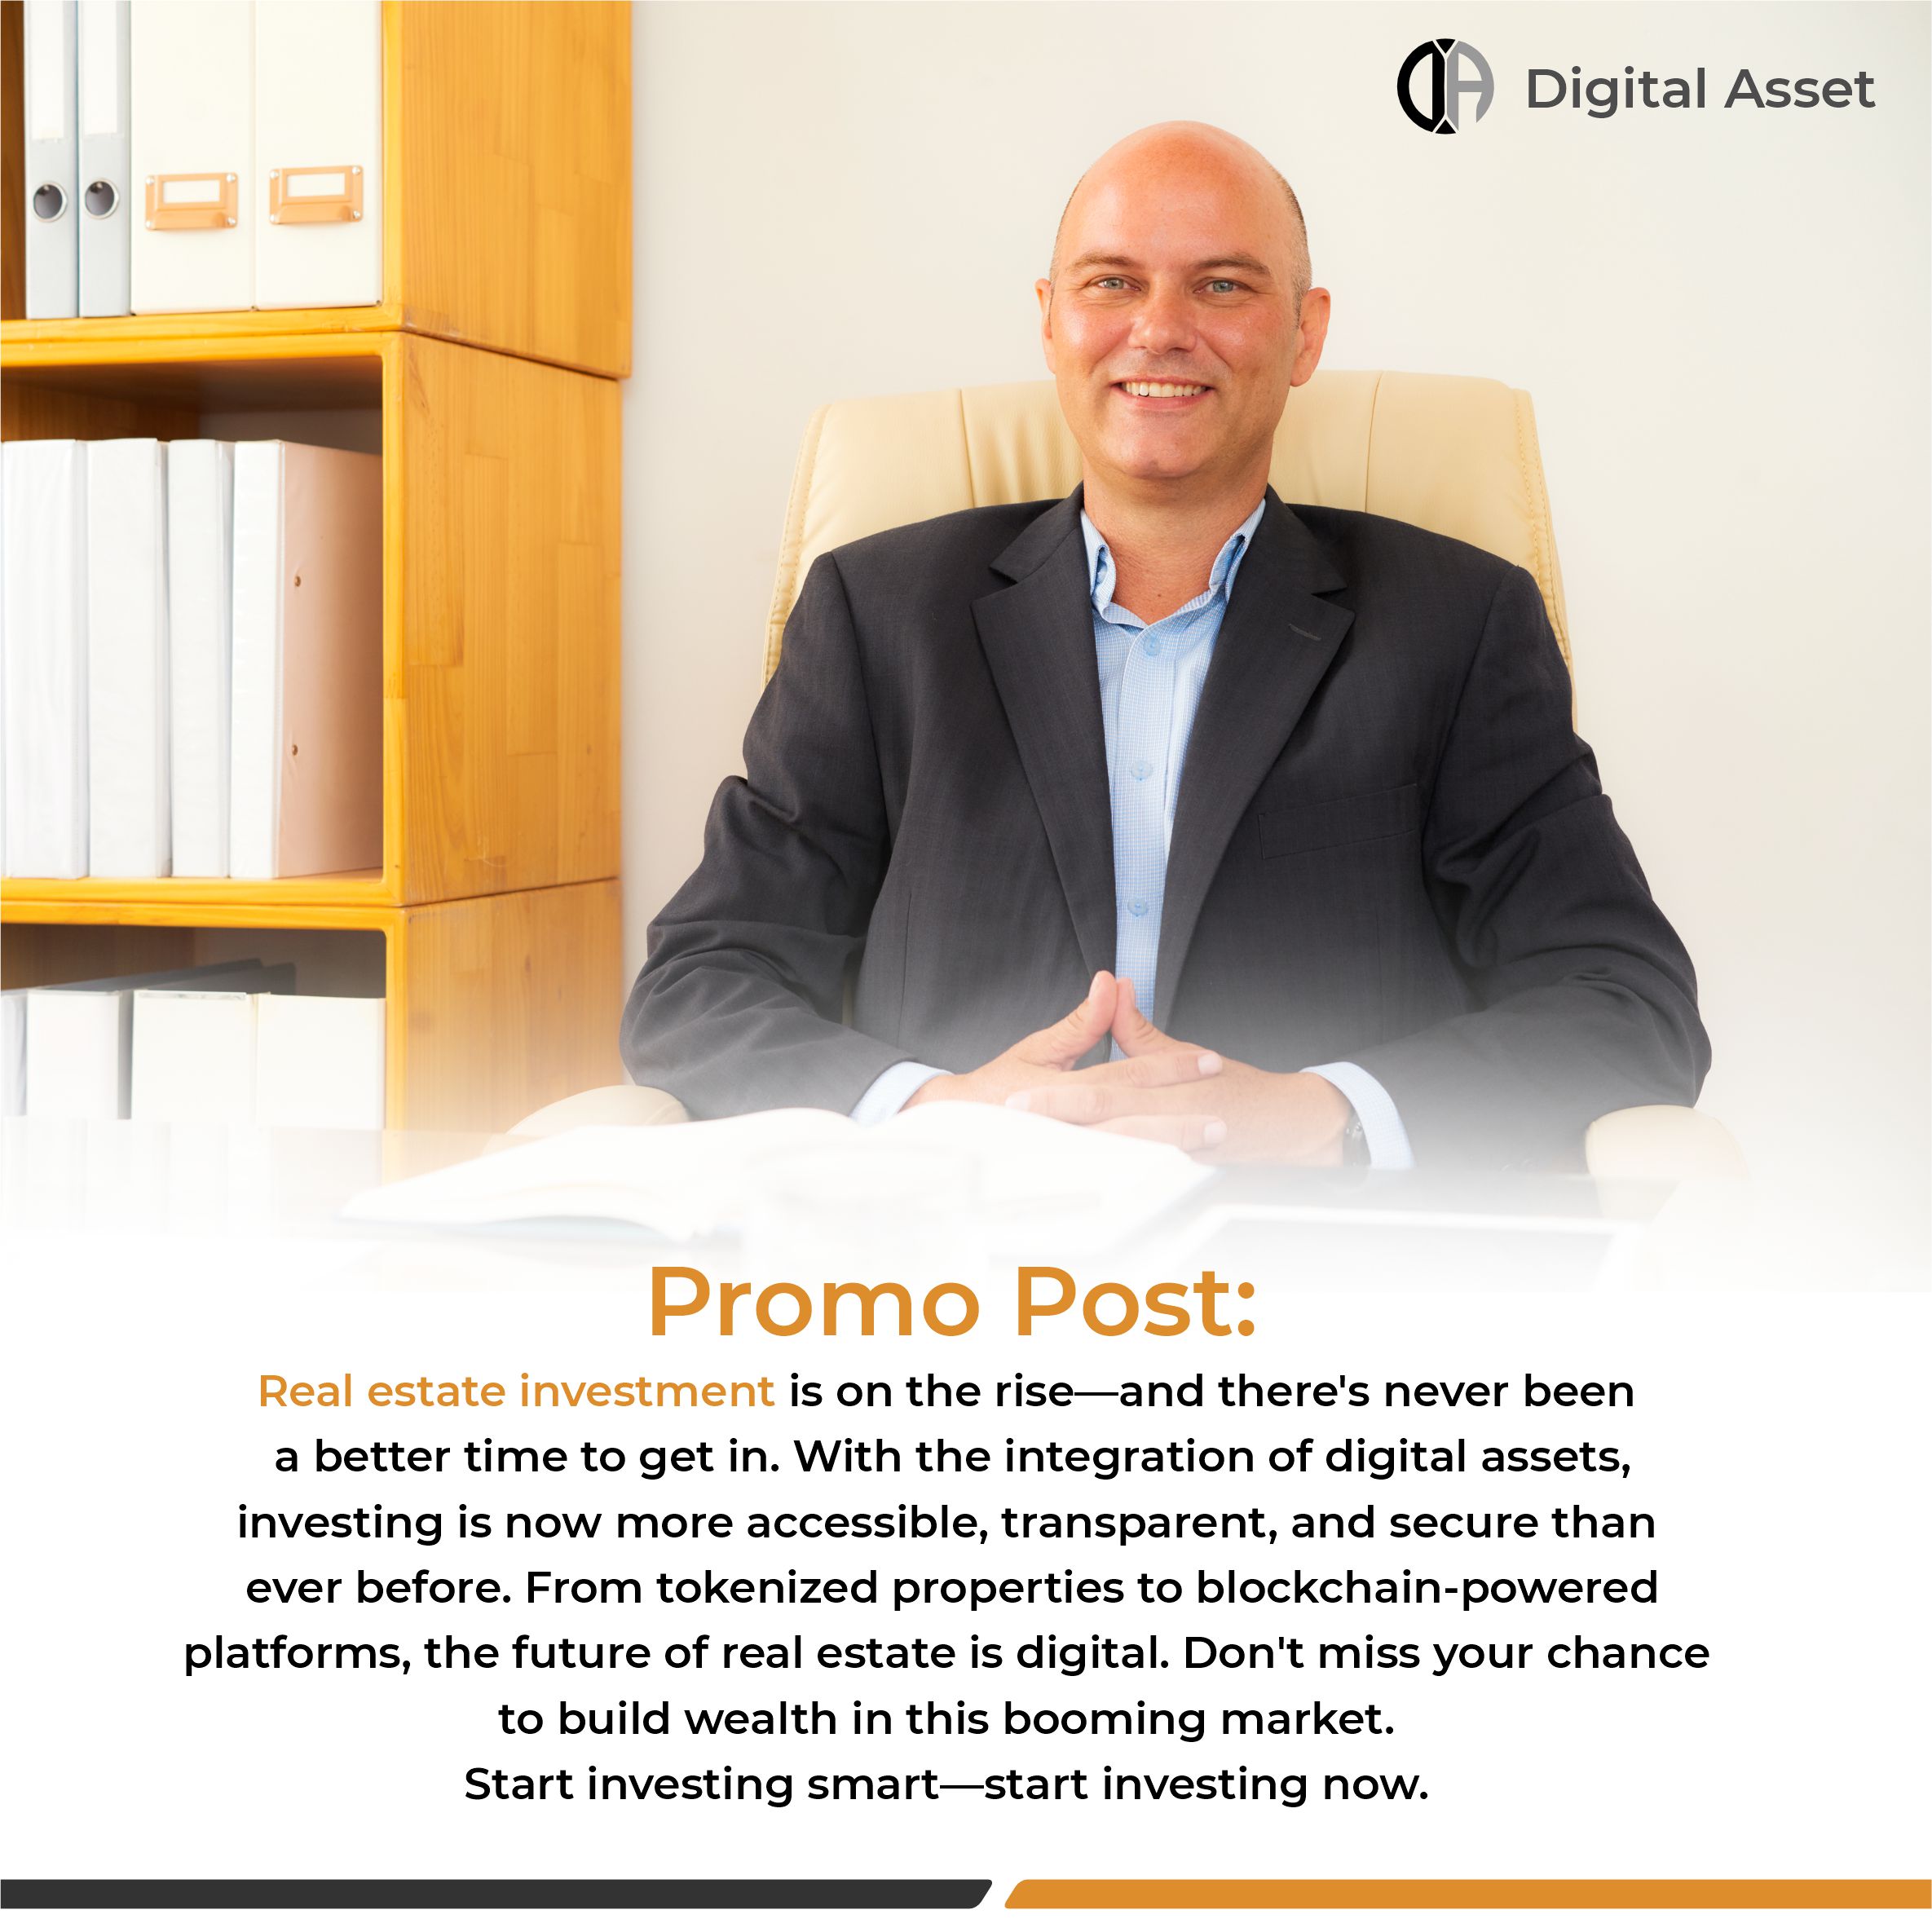 Digital Asset
Promo Post:
Real estate investment is on the rise—and there's never been
a better time to get in. With the integration of digital assets,
investing is now more accessible, transparent, and secure than
ever before. From tokenized properties to blockchain-powered
platforms, the future of real estate is digital. Don't miss your chance
to build wealth in this booming market.
Start investing smart—start investing now.